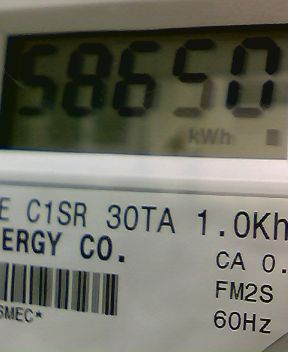 58650
kWh
E C1SR 30TA 1.0Kh
ERGY CO.
CA 0.
FM2S
SMEC*
60Hz